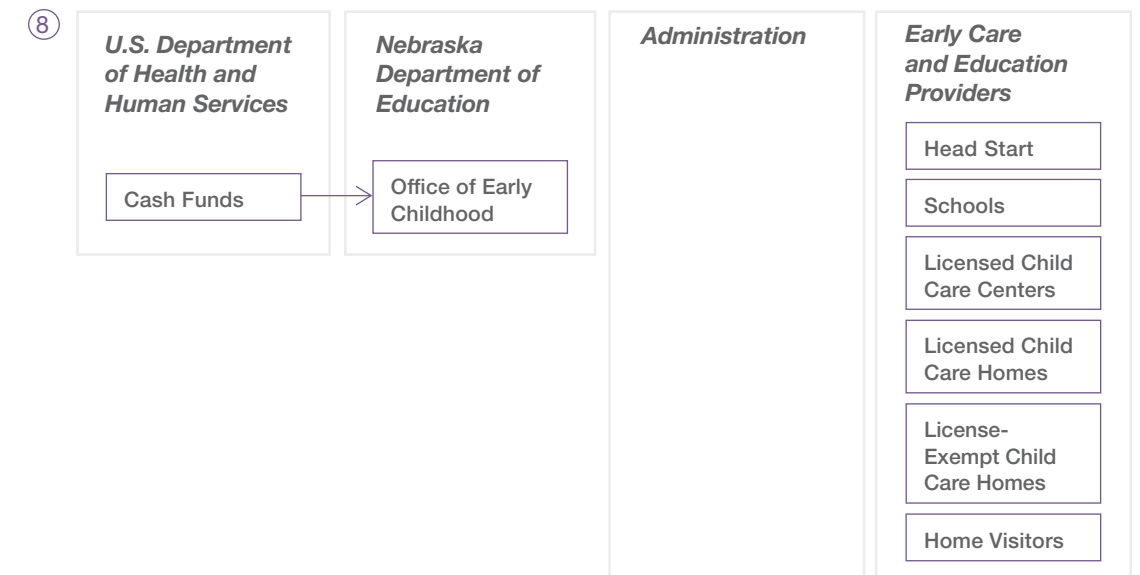 8
U.S. Department
of Health and
Human Services
Cash Funds
Nebraska
Department of
Education
Office of Early
Childhood
Administration
Early Care
and Education
Providers
Head Start
Schools
Licensed Child
Care Centers
Licensed Child
Care Homes
License-
Exempt Child
Care Homes
Home Visitors